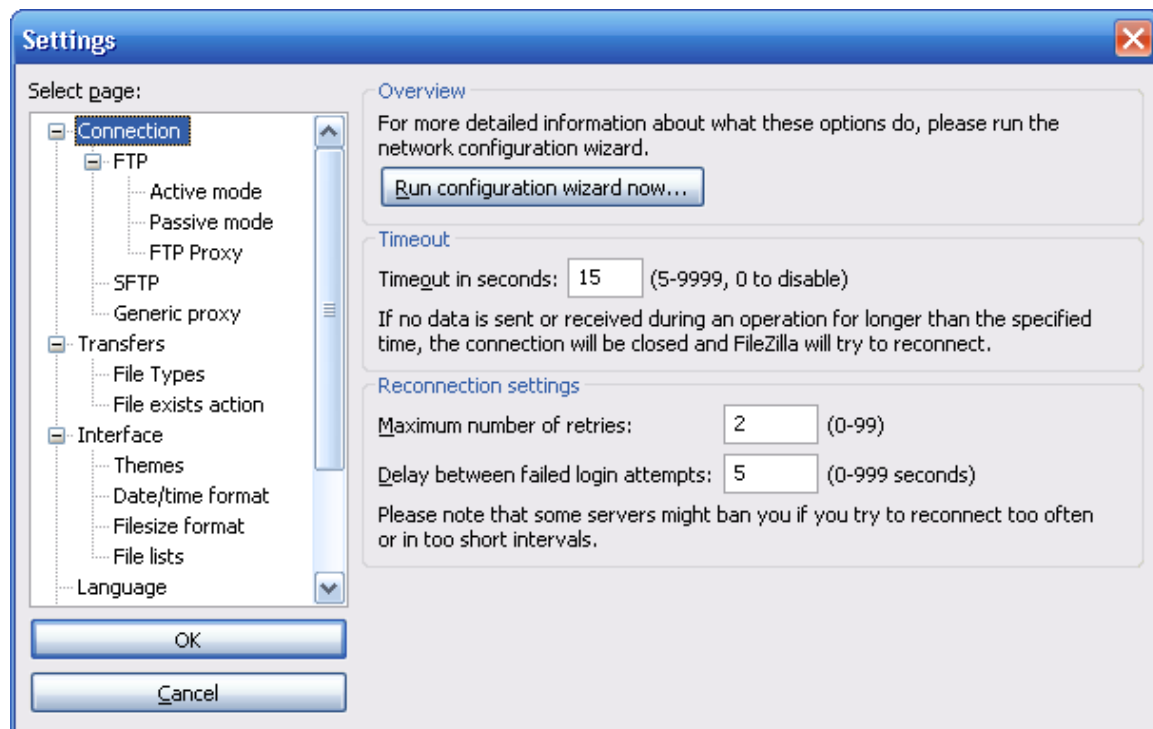 Settings
Select page:
Connection
FTP
Active mode
Passive mode
FTP Proxy
SFTP
Generic proxy
Transfers
File Types
File exists action
Interface
Themes
Date/time format
Filesize format
File lists
Language
OK
Cancel
Overview
For more detailed information about what these options do, please run the
network configuration wizard.
Run configuration wizard now...
Timeout
Timeout in seconds: 15 (5-9999, 0 to disable)
If no data is sent or received during an operation for longer than the specified
time, the connection will be closed and FileZilla will try to reconnect.
Reconnection settings
Maximum number of retries: 2 (0-99)
Delay between failed login attempts: 5 (0-999 seconds)
Please note that some servers might ban you if you try to reconnect too often
or in too short intervals.